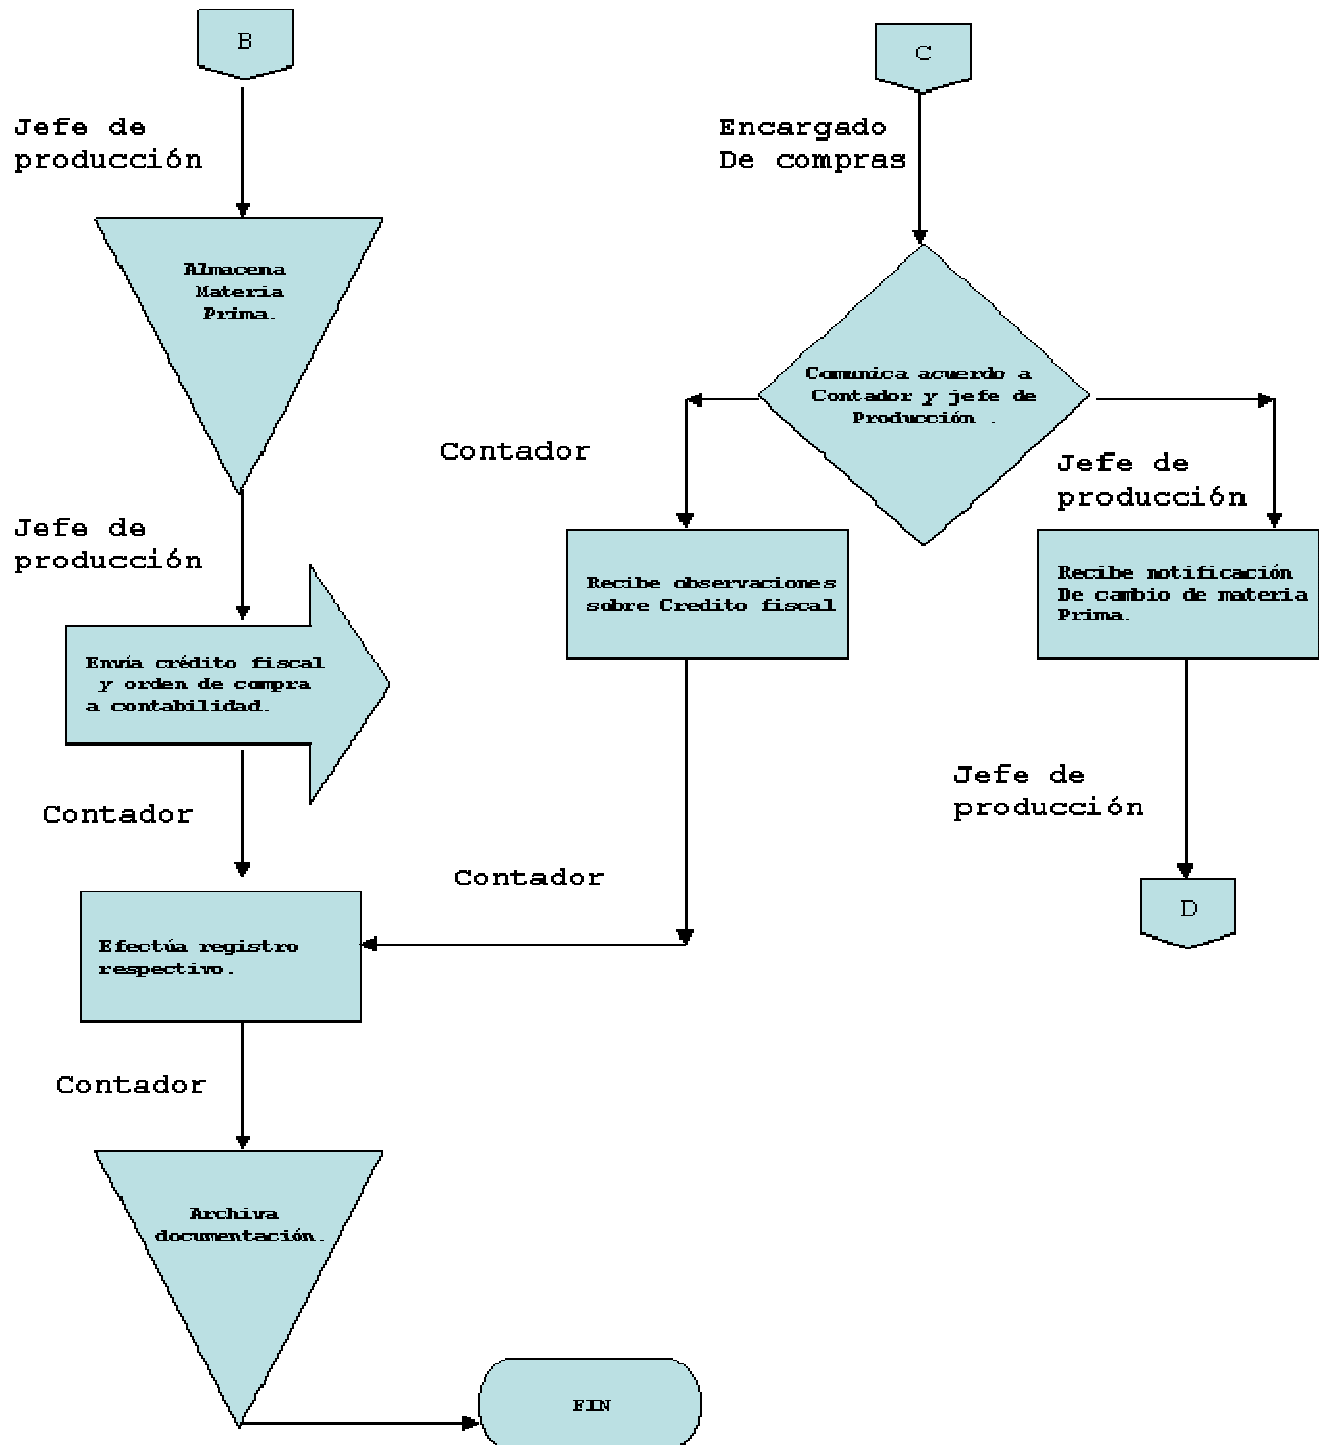 B
C
Jefe de
producción
Encargado
De compras
Almacena
Materia
Prima.
Comunica acuerdo a
Contador y jefe de
Producción .
Contador
Jefe de
producción
Jefe de
producción
Recibe observaciones
sobre Credito fiscal
Recibe notificación
De cambio de materia
Prima.
Envía crédito fiscal
y orden de compra
a contabilidad.
Jefe de
producción
Contador
Contador
D
Efectúa registro
respectivo.
Contador
Archiva
documentación.
FIN